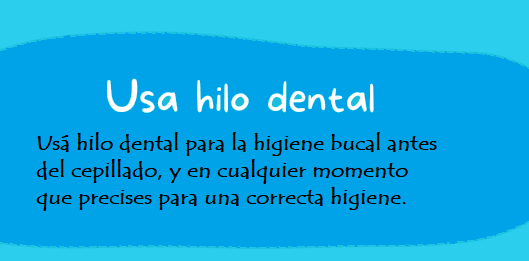 Usa hilo dental
Usá hilo dental para la higiene bucal antes
del cepillado, y en cualquier momento
que precises para una correcta higiene.